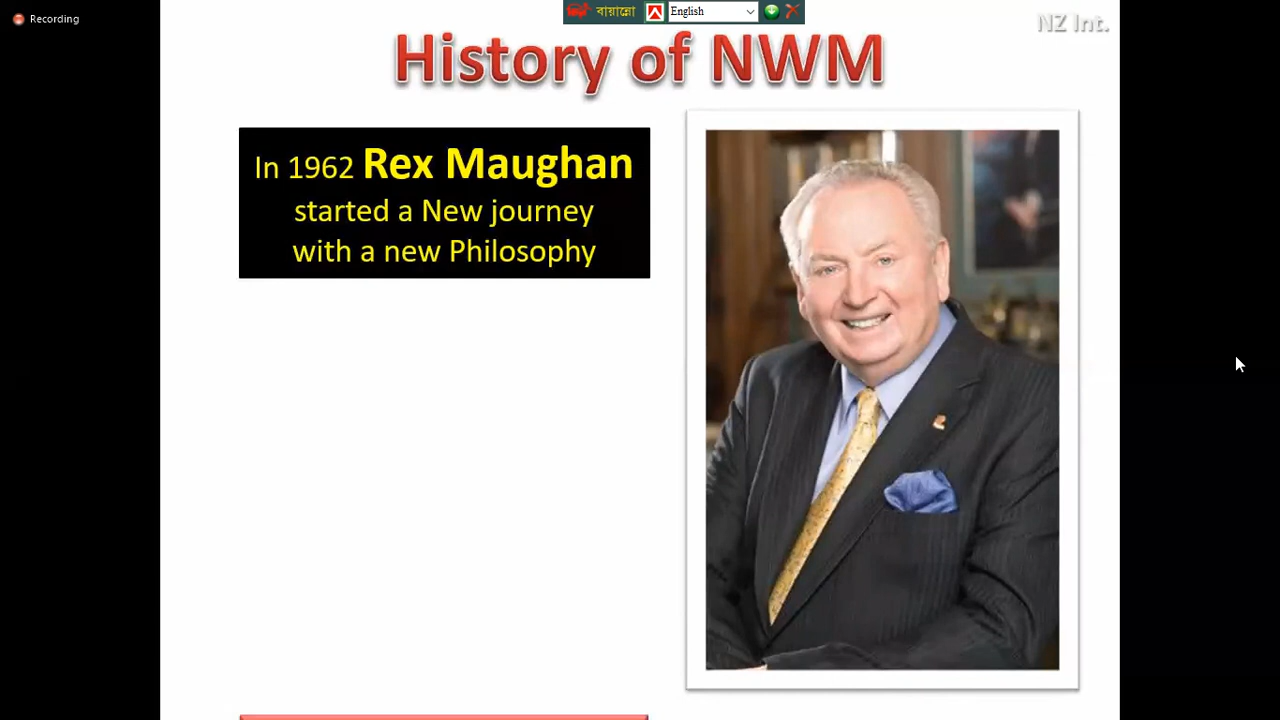 Recording
বায়ান্নো
English
NZ Int.
History of NWM
In 1962 Rex Maughan
started a New journey
with a new Philosophy